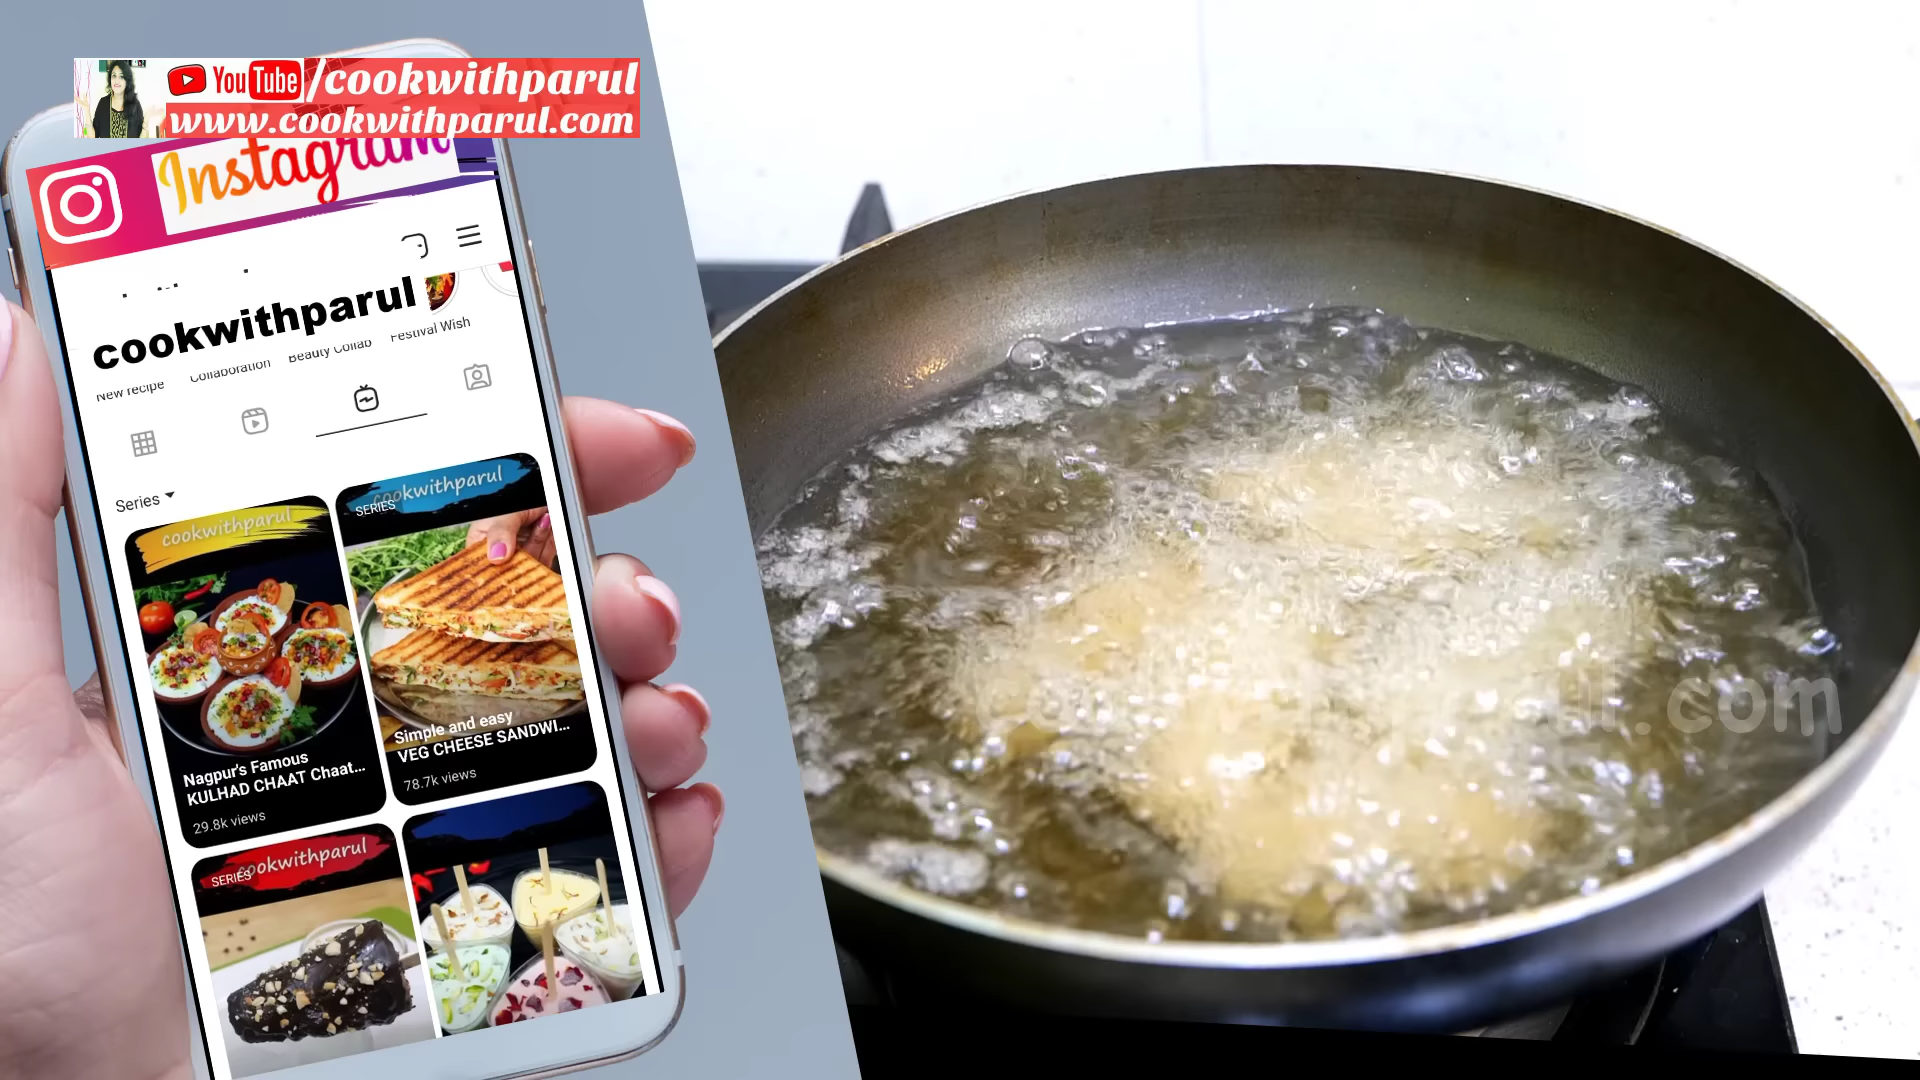 YouTube /cookwithparul
www.cookwithparul.com
Instagram
cookwithparul
New recipe Collaboration Beauty Collab Festival Wish
Series
cookwithparul
SERIES
cookwithparul
Nagpur's Famous
KULHAD CHAAT Chaat...
29.8k views
Simple and easy
VEG CHEESE SANDWI...
78.7k views
SERIES
cookwithparul
.com